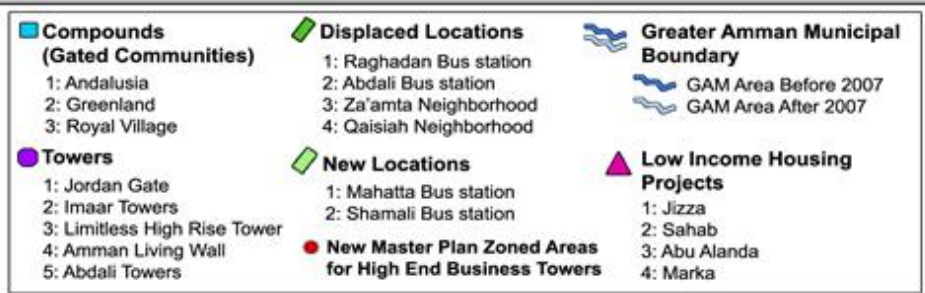 Compounds
(Gated Communities)
1: Andalusia
2: Greenland
3: Royal Village
Towers
1: Jordan Gate
2: Imaar Towers
3: Limitless High Rise Tower
4: Amman Living Wall
5: Abdali Towers
Displaced Locations
1: Raghadan Bus station
2: Abdali Bus station
3: Za'amta Neighborhood
4: Qaisiah Neighborhood
New Locations
1: Mahatta Bus station
2: Shamali Bus station
New Master Plan Zoned Areas
for High End Business Towers
Greater Amman Municipal
Boundary
GAM Area Before 2007
GAM Area After 2007
Low Income Housing
Projects
1: Jizza
2: Sahab
3: Abu Alanda
4: Marka